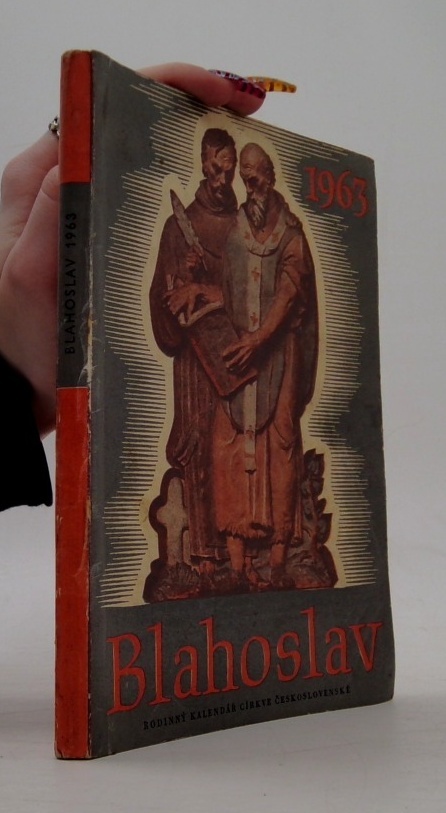 BLAHOSLAV 1963
1963
Blahoslav
RODINNÝ KALENDÁŘ CÍRKVE ČESKOSLOVENSKÉ